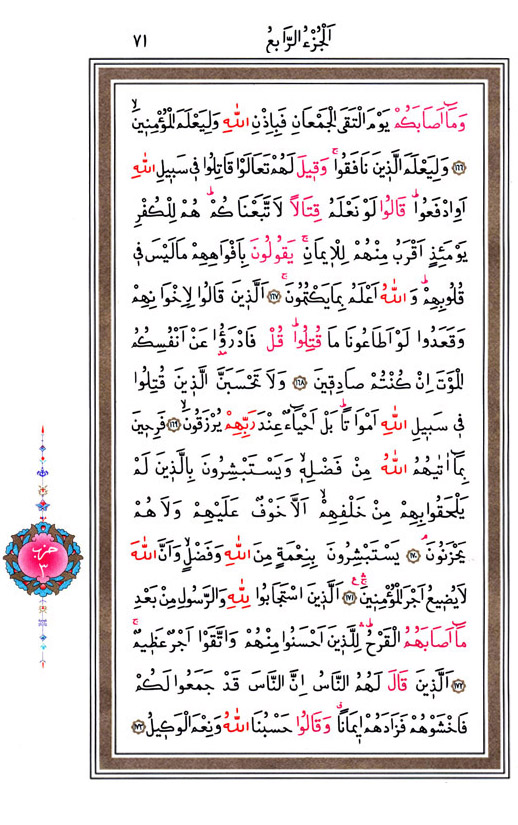 اَلْجُزْءُ الرَّابِعُ
٧١
وَمَٓا اَصَابَكُمْ يَوْمَ الْتَقَى الْجَمْعَانِ فَبِاِذْنِ اللّٰهِ وَلِيَعْلَمَ الْمُؤْمِنٖينَۙ
﴿١٦٦﴾ وَلِيَعْلَمَ الَّذٖينَ نَافَقُواۚ وَقٖيلَ لَهُمْ تَعَالَوْا قَاتِلُوا فٖى سَبٖيلِ اللّٰهِ
اَوِ ادْفَعُواۜ قَالُوا لَوْ نَعْلَمُ قِتَالًا لَا تَّبَعْنَاكُمْۜ هُمْ لِلْكُفْرِ
يَوْمَئِذٍ اَقْرَبُ مِنْهُمْ لِلْاٖيمَانِۚ يَقُولُونَ بِاَفْوَاهِهِمْ مَا لَيْسَ فٖى
قُلُوبِهِمْۜ وَاللّٰهُ اَعْلَمُ بِمَا يَكْتُمُونَۚ ﴿١٦٧﴾ اَلَّذٖينَ قَالُوا لِاِخْوَانِهِمْ
وَقَعَدُوا لَوْ اَطَاعُونَا مَا قُتِلُواۜ قُلْ فَادْرَؤُ۫ا عَنْ اَنْفُسِكُمُ
الْمَوْتَ اِنْ كُنْتُمْ صَادِقٖينَ ﴿١٦٨﴾ وَلَا تَحْسَبَنَّ الَّذٖينَ قُتِلُوا
فٖى سَبٖيلِ اللّٰهِ اَمْوَاتًاۜ بَلْ اَحْيَٓاءٌ عِنْدَ رَبِّهِمْ يُرْزَقُونَۙ ﴿١٦٩﴾ فَرِحٖينَ
بِمَٓا اٰتٰيهُمُ اللّٰهُ مِنْ فَضْلِهٖۙ وَيَسْتَبْشِرُونَ بِالَّذٖينَ لَمْ
يَلْحَقُوا بِهِمْ مِنْ خَلْفِهِمْۙ اَلَّا خَوْفٌ عَلَيْهِمْ وَلَا هُمْ
يَحْزَنُونَۢ ﴿١٧٠﴾ يَسْتَبْشِرُونَ بِنِعْمَةٍ مِنَ اللّٰهِ وَفَضْلٍۙ وَاَنَّ اللّٰهَ
لَا يُضٖيعُ اَجْرَ الْمُؤْمِنٖينَۚ ﴿١٧١﴾ اَلَّذٖينَ اسْتَجَابُوا لِلّٰهِ وَالرَّسُولِ مِنْ بَعْدِ
مَٓا اَصَابَهُمُ الْقَرْحُۜ لِلَّذٖينَ اَحْسَنُوا مِنْهُمْ وَاتَّقَوْا اَجْرٌ عَظٖيمٌۚ
﴿١٧٢﴾ اَلَّذٖينَ قَالَ لَهُمُ النَّاسُ اِنَّ النَّاسَ قَدْ جَمَعُوا لَكُمْ
فَاخْشَوْهُمْ فَزَادَهُمْ اٖيمَانًاۗ وَقَالُوا حَسْبُنَا اللّٰهُ وَنِعْمَ الْوَكٖيلُ ﴿١٧٣﴾
حزب
٣